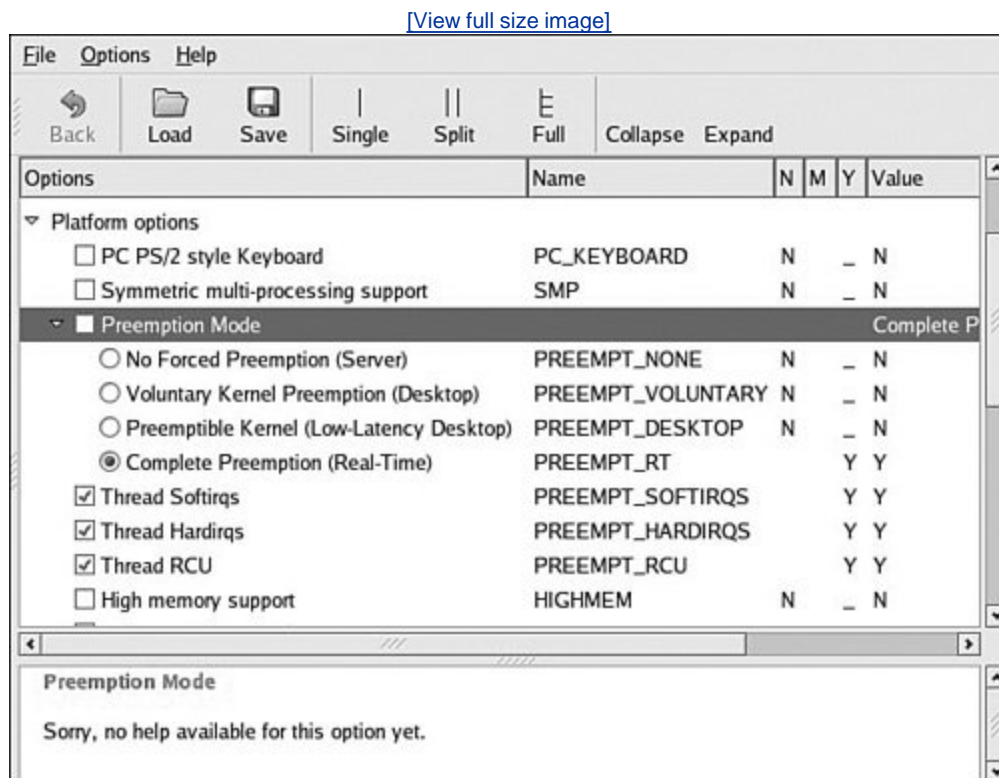 [View full size image]
File Options Help
Back Load Save Single Split Full Collapse Expand
Options Name N M Y Value
Platform options
PC PS/2 style Keyboard PC_KEYBOARD N _ N
Symmetric multi-processing support SMP N _ N
Preemption Mode Complete P
No Forced Preemption (Server) PREEMPT_NONE N _ N
Voluntary Kernel Preemption (Desktop) PREEMPT_VOLUNTARY N _ N
Preemptible Kernel (Low-Latency Desktop) PREEMPT_DESKTOP N _ N
Complete Preemption (Real-Time) PREEMPT_RT Y Y
Thread Softirqs PREEMPT_SOFTIRQS Y Y
Thread Hardirqs PREEMPT_HARDIRQS Y Y
Thread RCU PREEMPT_RCU Y Y
High memory support HIGHMEM N _ N
Preemption Mode
Sorry, no help available for this option yet.